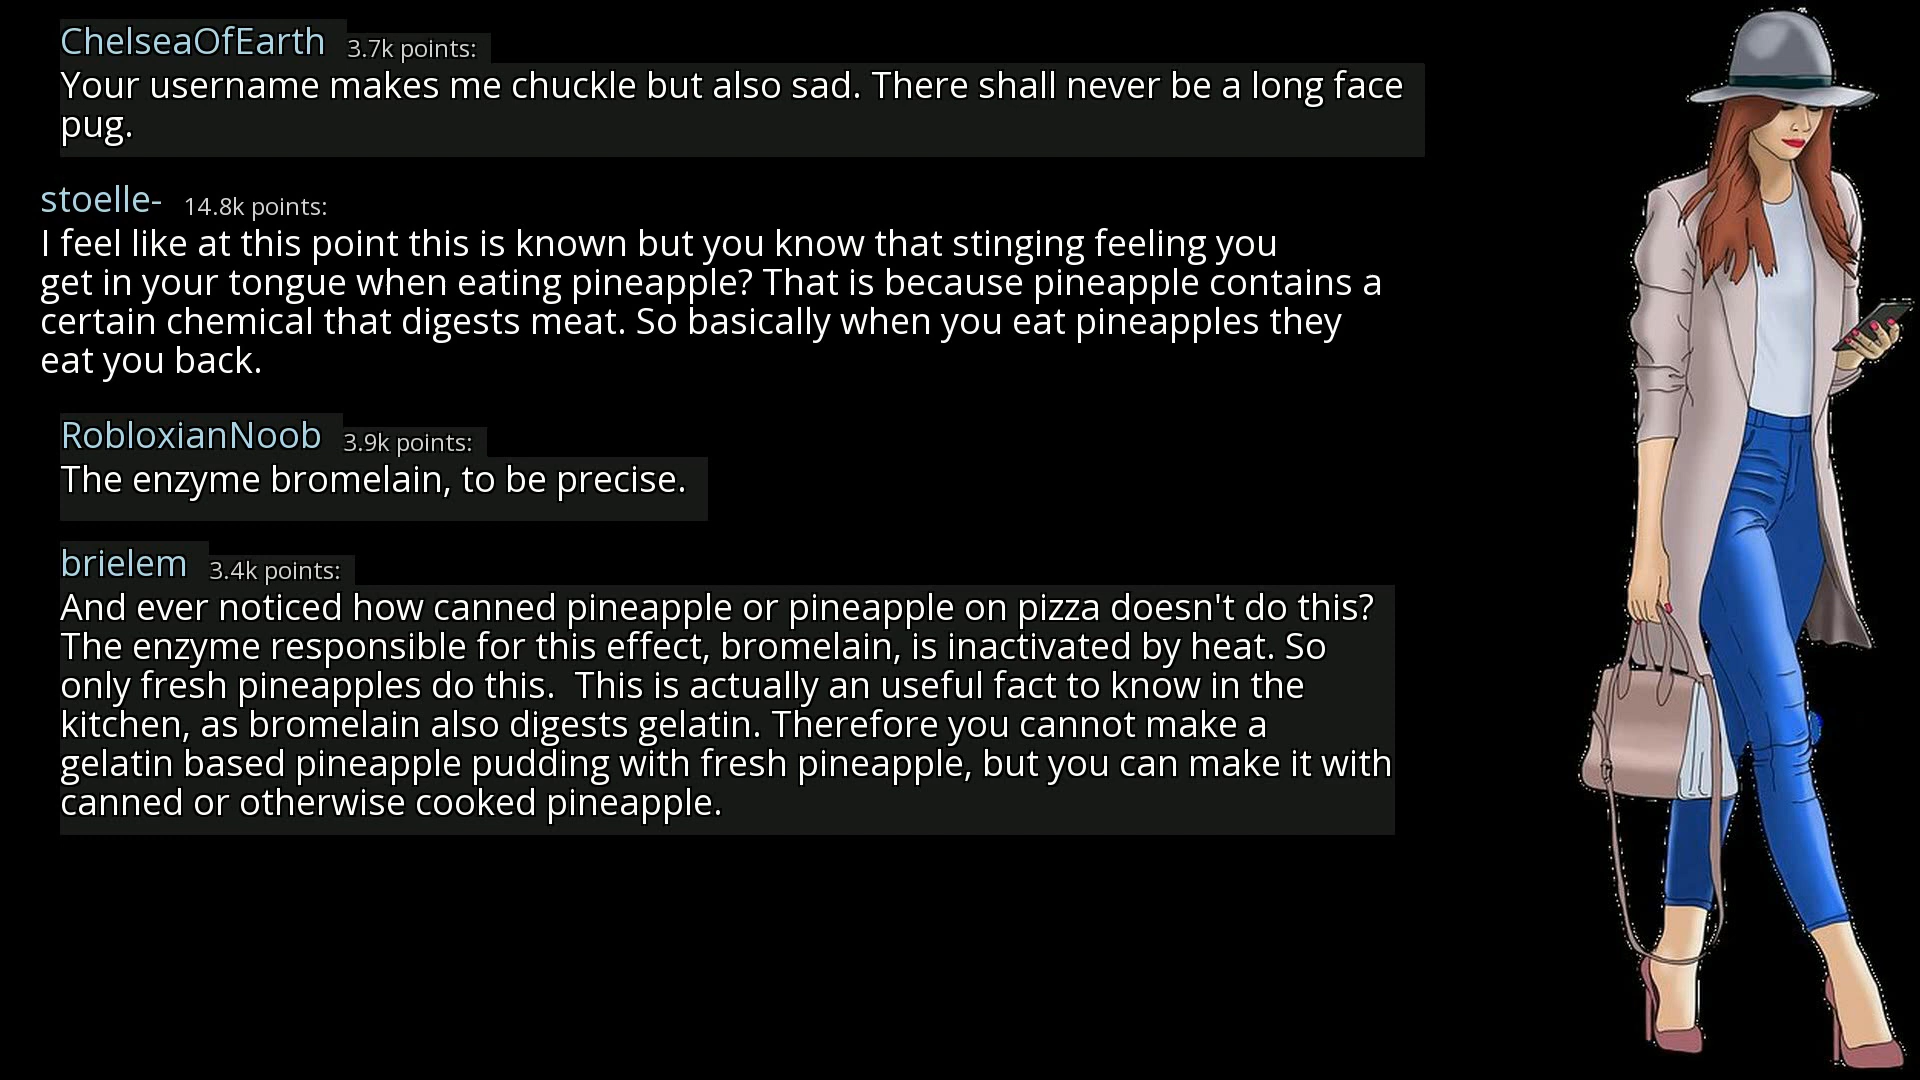 ChelseaOfEarth 3.7k points:
Your username makes me chuckle but also sad. There shall never be a long face
pug.
stoelle- 14.8k points:
I feel like at this point this is known but you know that stinging feeling you
get in your tongue when eating pineapple? That is because pineapple contains a
certain chemical that digests meat. So basically when you eat pineapples they
eat you back.
RobloxianNoob 3.9k points:
The enzyme bromelain, to be precise.
brielem 3.4k points:
And ever noticed how canned pineapple or pineapple on pizza doesn't do this?
The enzyme responsible for this effect, bromelain, is inactivated by heat. So
only fresh pineapples do this.  This is actually an useful fact to know in the
kitchen, as bromelain also digests gelatin. Therefore you cannot make a
gelatin based pineapple pudding with fresh pineapple, but you can make it with
canned or otherwise cooked pineapple.